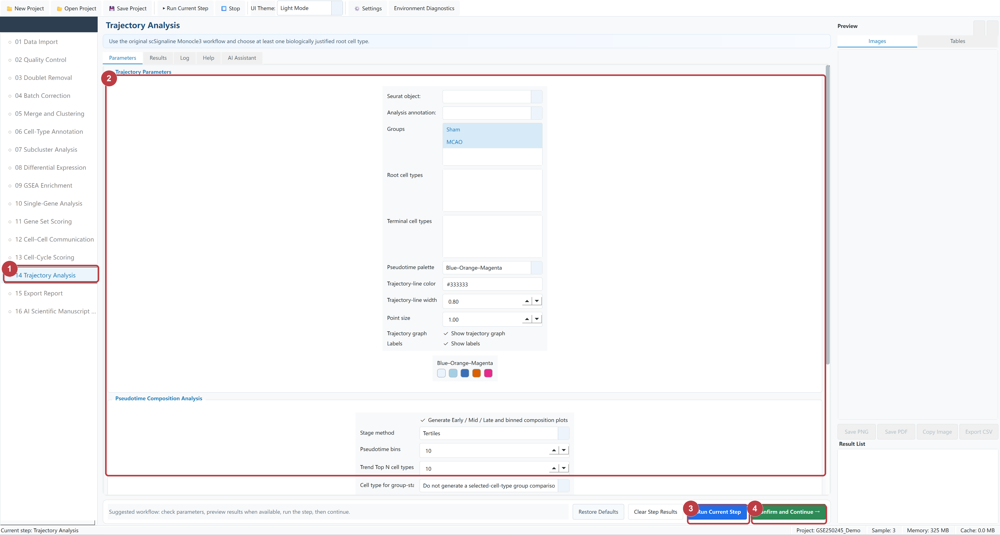 New Project
Open Project
Save Project
Run Current Step
Stop
UI Theme:
Light Mode
Settings
Environment Diagnostics
01 Data Import
02 Quality Control
03 Doublet Removal
04 Batch Correction
05 Merge and Clustering
06 Cell-Type Annotation
07 Subcluster Analysis
08 Differential Expression
09 GSEA Enrichment
10 Single-Gene Analysis
11 Gene Set Scoring
12 Cell–Cell Communication
13 Cell-Cycle Scoring
1
14 Trajectory Analysis
15 Export Report
16 AI Scientific Manuscript ...
Trajectory Analysis
Use the original scSignaline Monocle3 workflow and choose at least one biologically justified root cell type.
Parameters
Results
Log
Help
AI Assistant
Trajectory Parameters
2
Seurat object:
Analysis annotation:
Groups
Sham
MCAO
Root cell types
Terminal cell types
Pseudotime palette
Blue–Orange–Magenta
Trajectory-line color
#333333
Trajectory-line width
0.80
Point size
1.00
Trajectory graph
✓ Show trajectory graph
Labels
✓ Show labels
Blue–Orange–Magenta
Pseudotime Composition Analysis
✓ Generate Early / Mid / Late and binned composition plots
Stage method
Tertiles
Pseudotime bins
10
Trend Top N cell types
10
Cell type for group-sta
Do not generate a selected-cell-type group compariso
Suggested workflow: check parameters, preview results when available, run the step, then continue.
Restore Defaults
Clear Step Results
3
Run Current Step
4
nfirm and Continue →
Preview
Images
Tables
Save PNG
Save PDF
Copy Image
Export CSV
Result List
Current step: Trajectory Analysis
Project: GSE250245_Demo
Sample: 3
Memory: 325 MB
Cache: 0.0 MB